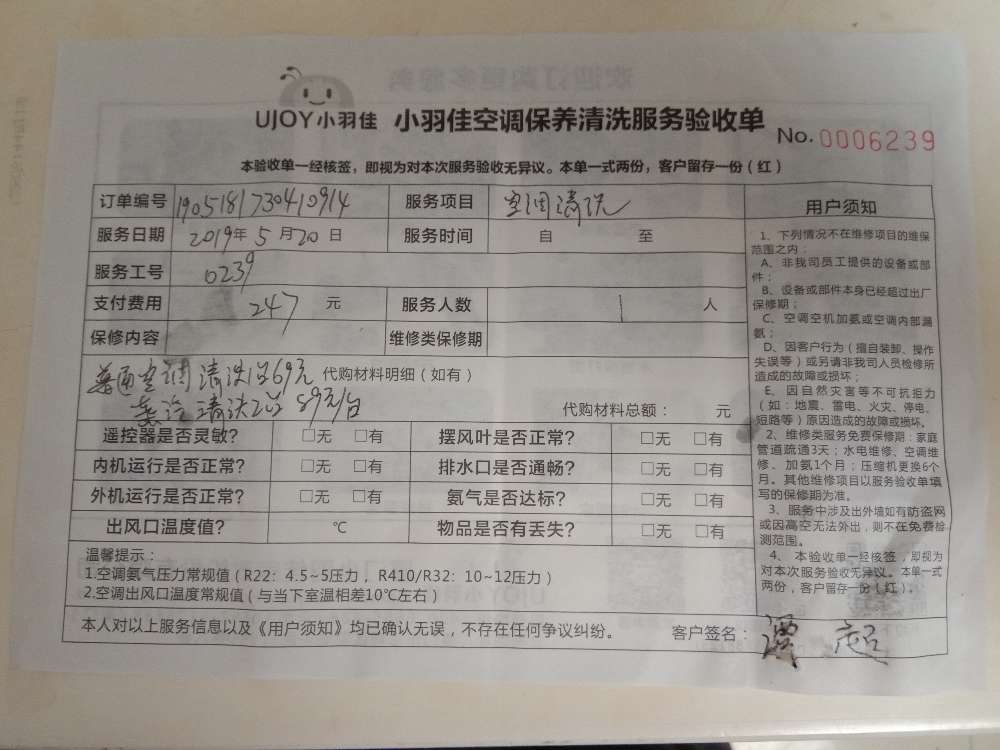 UJOY小羽佳 小羽佳空调保养清洗服务验收单
No.0006239
本验收单一经核签，即视为对本次服务验收无异议。本单一式两份，客户留存一份（红）
订单编号 1905181730410914 服务项目 空调清洗
服务日期 2019年5月20日 服务时间 自 至
服务工号 0239
支付费用 247 元 服务人数 1 人
保修内容 维修类保修期
普通空调清洗1台69元 代购材料明细（如有）
清洗2台 89元/台
代购材料总额： 元
遥控器是否灵敏? □无 □有 摆风叶是否正常? □无 □有
内机运行是否正常? □无 □有 排水口是否通畅? □无 □有
外机运行是否正常? □无 □有 氨气是否达标? □无 □有
出风口温度值? ℃ 物品是否有丢失? □无 □有
温馨提示：
1.空调氨气压力常规值（R22：4.5~5压力，R410/R32：10~12压力）
2.空调出风口温度常规值（与当下室温相差10℃左右）
本人对以上服务信息以及《用户须知》均已确认无误，不存在任何争议纠纷。 客户签名：谭超
用户须知
1、下列情况不在维修项目的维保
范围之内：
A、非我司员工提供的设备或部
件；
B、设备或部件本身已经超过出厂
保修期；
C、空调空机加氨或空调内部漏
氨；
D、因客户行为（擅自装卸、操作
失误等）或另请非我司人员检修所
造成的故障或损坏；
E、因自然灾害等不可抗拒力
（如：地震、雷电、火灾、停电、
短路等）原因造成的故障或损坏。
2、维修类服务免费保修期：家庭
管道疏通3天；水电维修、空调维
修、加氨1个月；压缩机更换6个
月。其他维修项目以服务验收单填
写的保修期为准。
3、服务中涉及出外墙如有防盗网
或因高空无法外出，则不在免费检
测范围。
4、本验收单一经核签，即视为
对本次服务验收无异议。本单一式
两份，客户留存一份（红）。